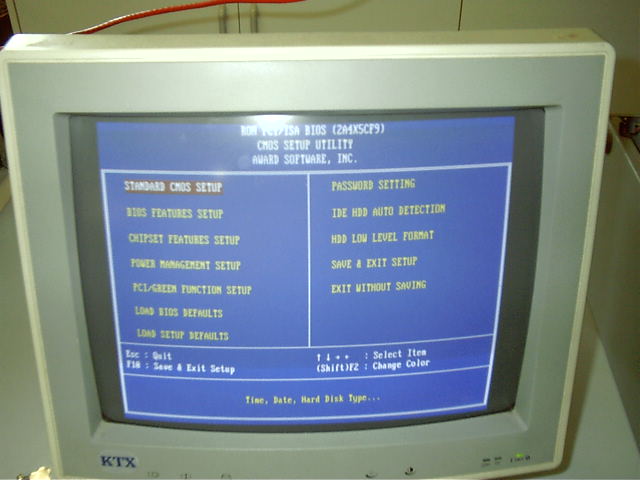 ROM PCI/ISA BIOS (2A4X5CF9)
CMOS SETUP UTILITY
AWARD SOFTWARE, INC.
STANDARD CMOS SETUP
BIOS FEATURES SETUP
CHIPSET FEATURES SETUP
POWER MANAGEMENT SETUP
PCI/GREEN FUNCTION SETUP
LOAD BIOS DEFAULTS
LOAD SETUP DEFAULTS
PASSWORD SETTING
IDE HDD AUTO DETECTION
HDD LOW LEVEL FORMAT
SAVE & EXIT SETUP
EXIT WITHOUT SAVING
Esc : Quit
F10 : Save & Exit Setup
↑ ↓ → ← : Select Item
(Shift)F2 : Change Color
Time, Date, Hard Disk Type...
KTX